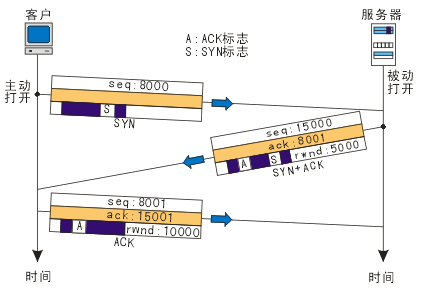 客户
服务器
A:ACK标志
S:SYN标志
主动
打开
被动
打开
seq:8000
S
SYN
seq:15000
ack:8001
A S rwnd:5000
SYN+ACK
seq:8001
ack:15001
A rwnd:10000
ACK
时间
时间